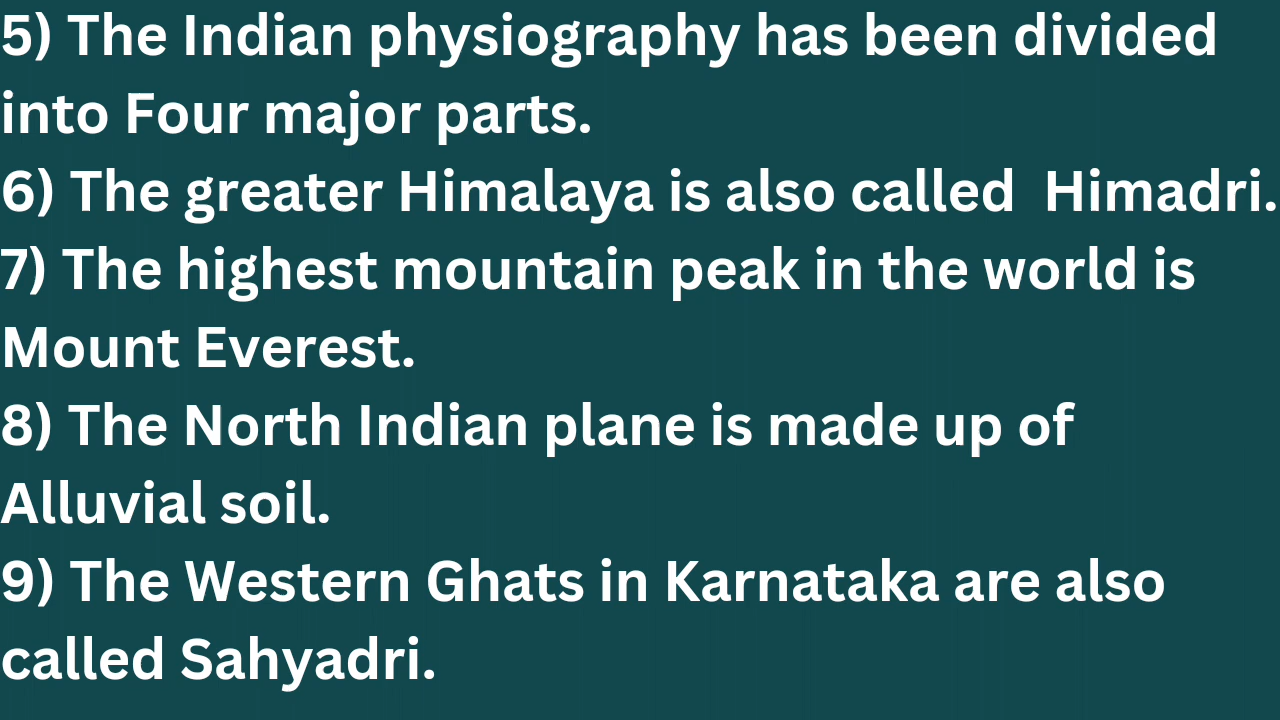 5) The Indian physiography has been divided
into Four major parts.
6) The greater Himalaya is also called  Himadri.
7) The highest mountain peak in the world is
Mount Everest.
8) The North Indian plane is made up of
Alluvial soil.
9) The Western Ghats in Karnataka are also
called Sahyadri.